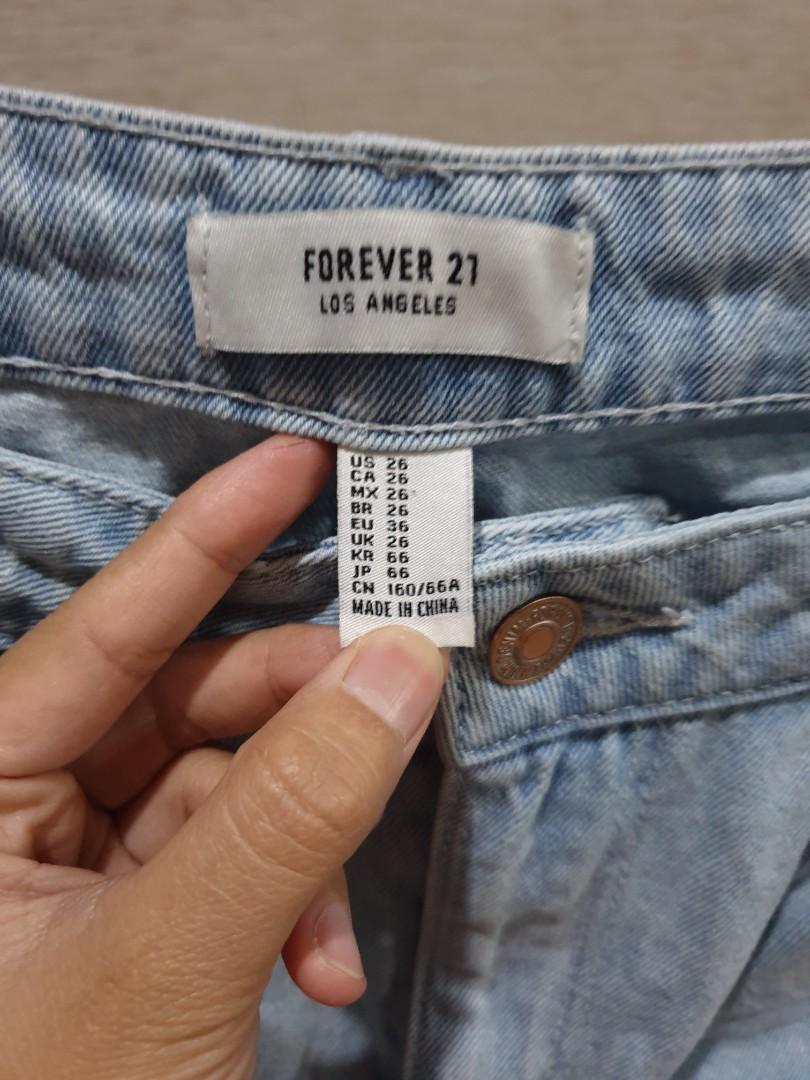 FOREVER 21
LOS ANGELES
US 26
CA 26
MX 26
BR 26
EU 36
UK 26
KR 66
JP 66
CN 160/66A
MADE IN CHINA